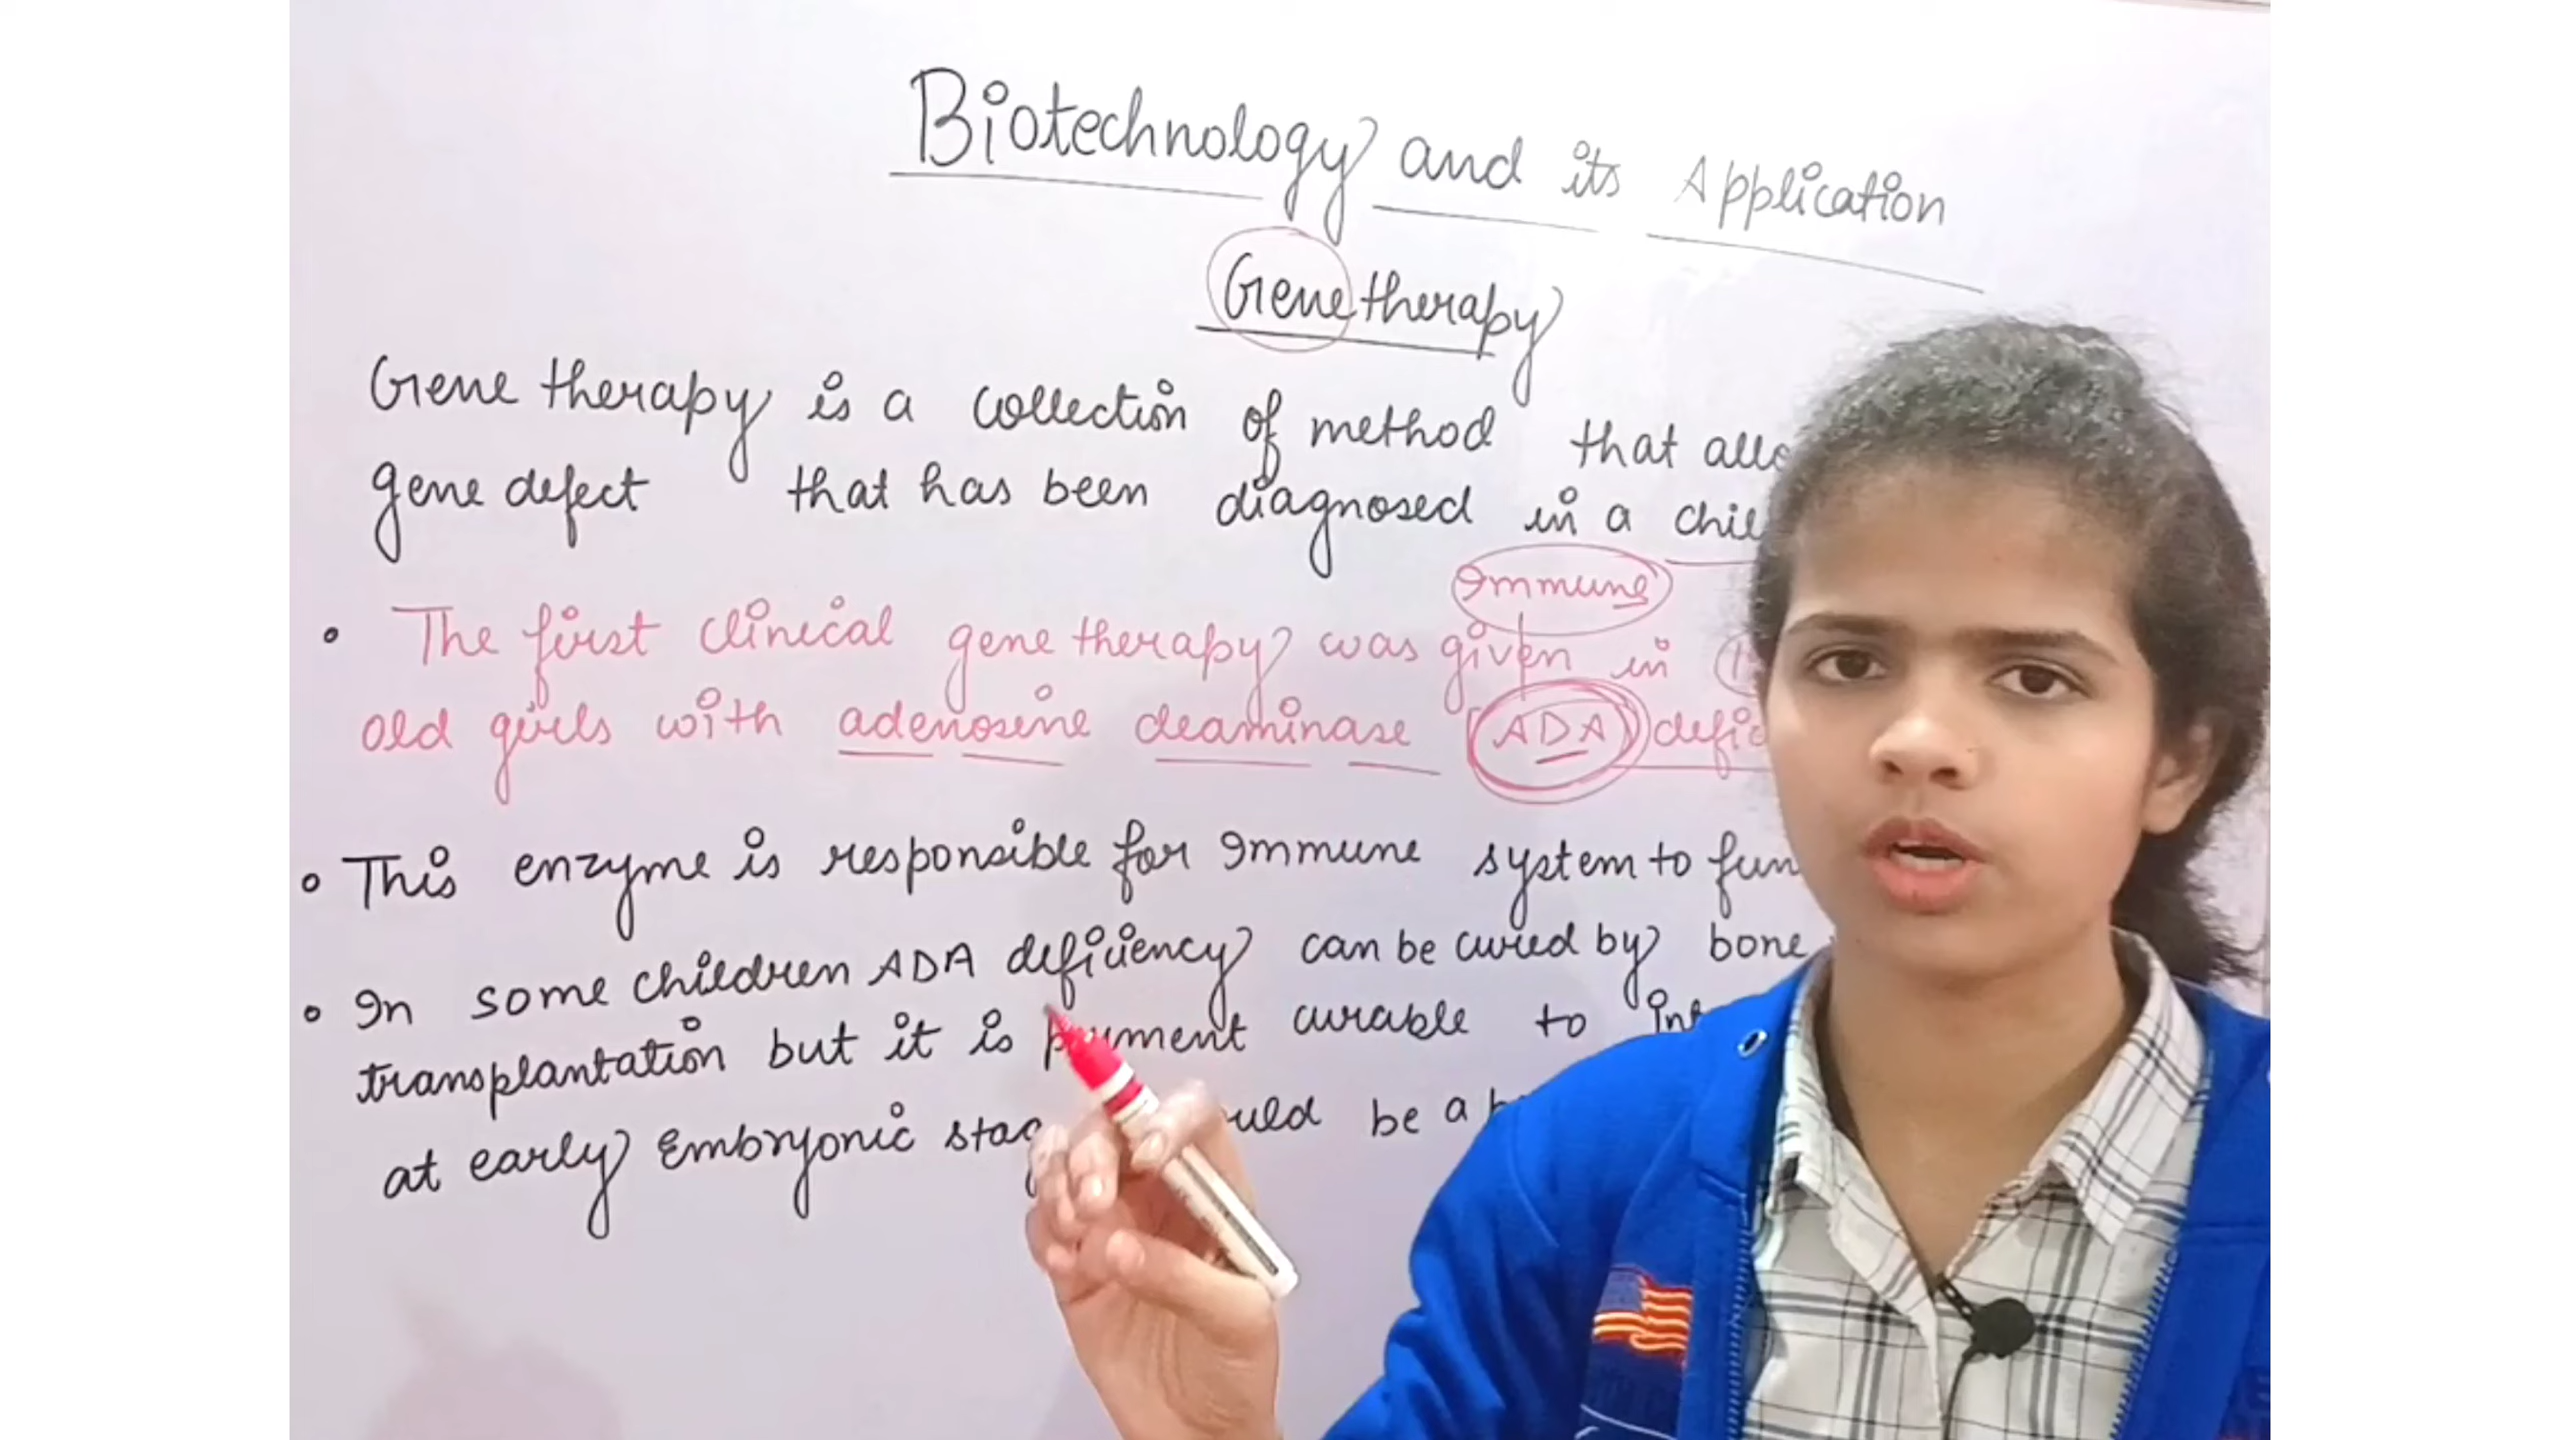 Biotechnology and its Application
Gene therapy
Gene therapy is a collection of method that allo
gene defect that has been diagnosed in a chil
Immune
• The first clinical gene therapy was given in
old girls with adenosine deaminase (ADA) defic
• This enzyme is responsible for Immune system to fun
• In some children ADA deficiency can be cured by bone
transplantation but it is curable to int
at early Embryonic stag uld be a